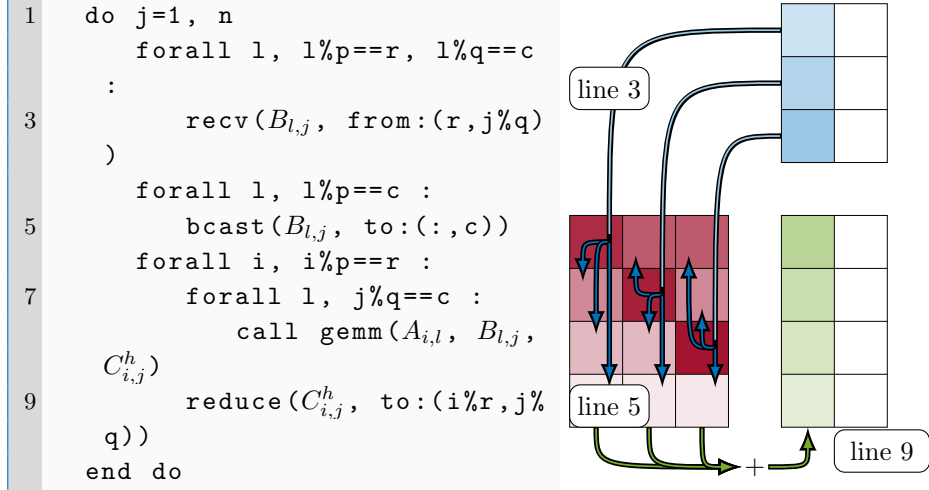 1 do j=1, n
forall l, l%p==r, l%q==c
:
3 recv(B_{l,j}, from:(r,j%q)
)
forall l, l%p==c :
5 bcast(B_{l,j}, to:(:,c))
forall i, i%p==r :
7 forall l, j%q==c :
call gemm(A_{i,l}, B_{l,j},
C^h_{i,j})
9 reduce(C^h_{i,j}, to:(i%r,j%
q))
end do
line 3
line 5
+
line 9